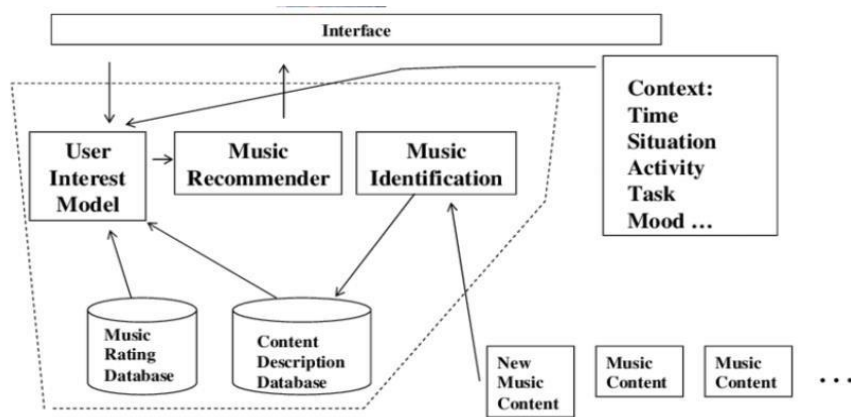 Interface
Context:
Time
Situation
Activity
Task
Mood ...
User
Interest
Model
Music
Recommender
Music
Identification
Music
Rating
Database
Content
Description
Database
New
Music
Content
Music
Content
Music
Content
...